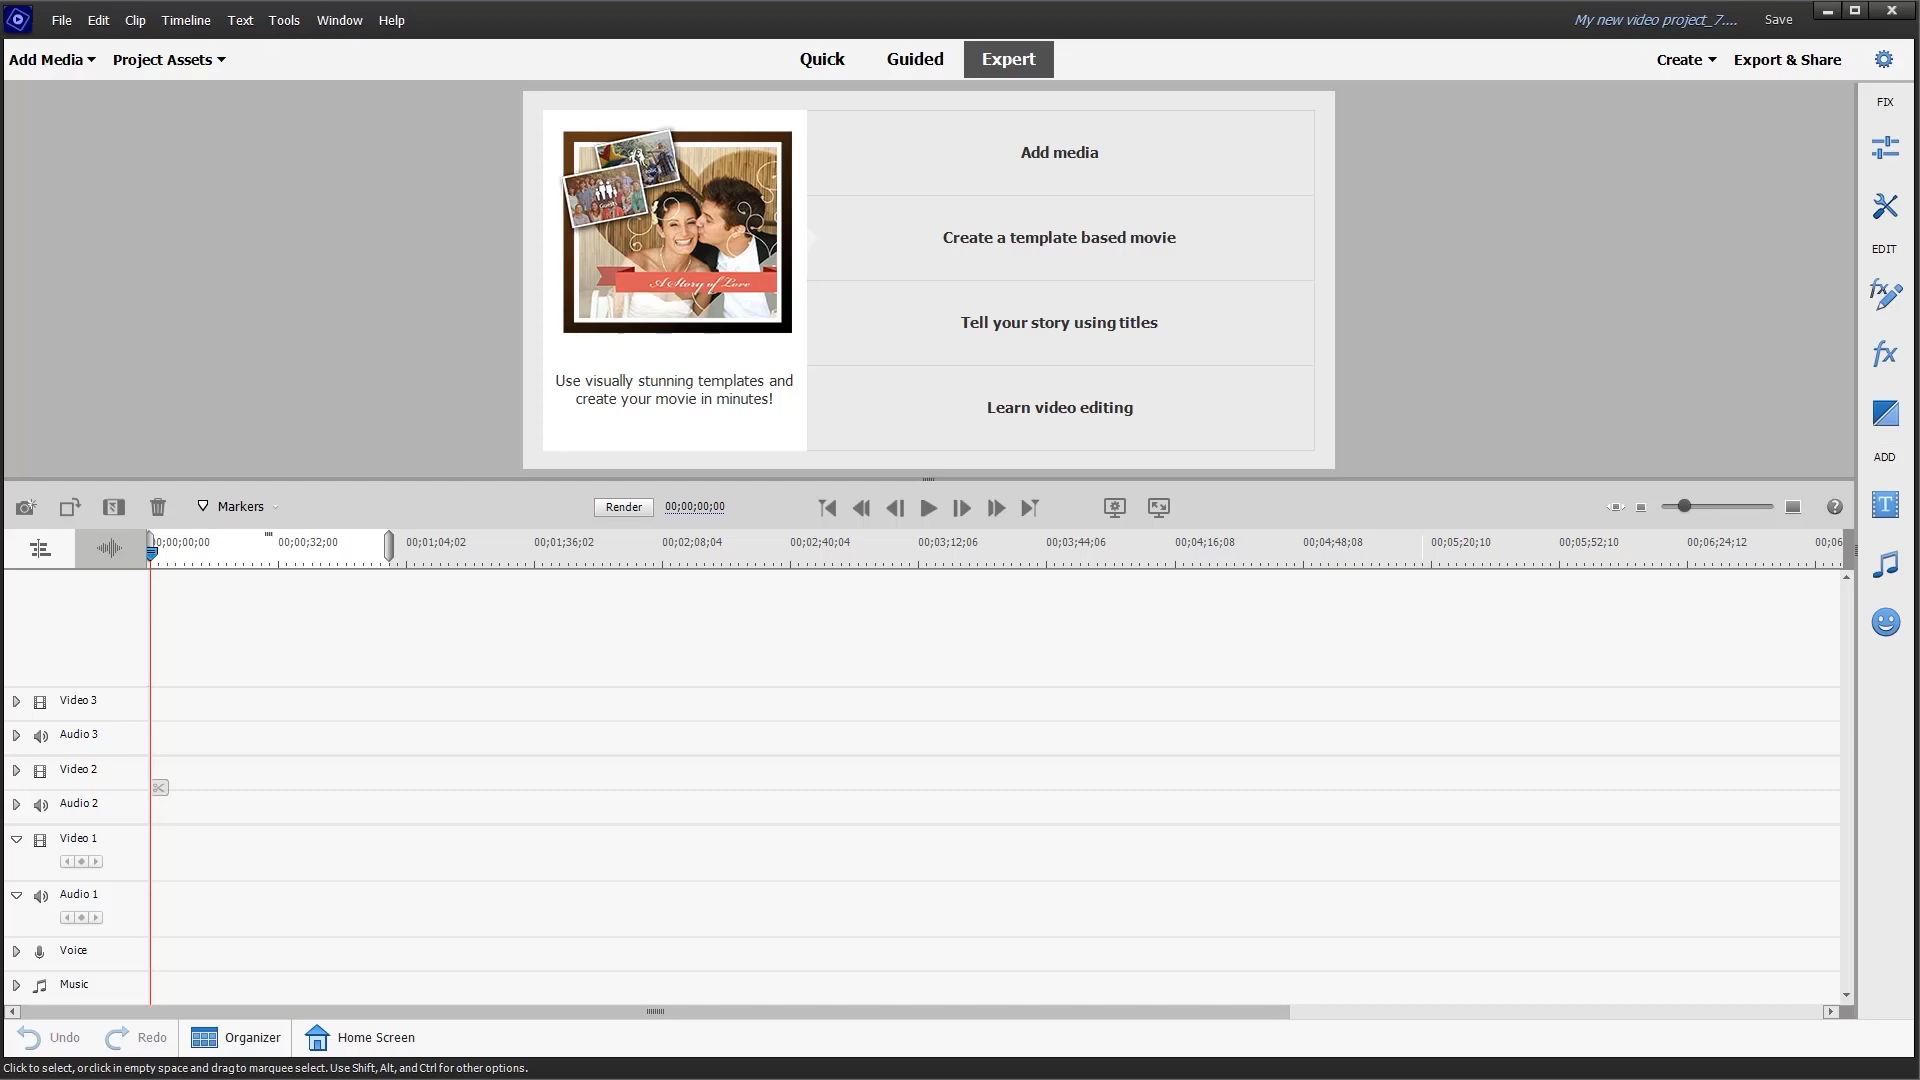 File Edit Clip Timeline Text Tools Window Help
My new video project_7.... Save
Add Media Project Assets
Quick Guided Expert
Create Export & Share
FIX
EDIT
ADD
A Story of Love
Use visually stunning templates and
create your movie in minutes!
Add media
Create a template based movie
Tell your story using titles
Learn video editing
Markers
Render 00;00;00;00
0;00;00;00 00;00;32;00 00;01;04;02 00;01;36;02 00;02;08;04 00;02;40;04 00;03;12;06 00;03;44;06 00;04;16;08 00;04;48;08 00;05;20;10 00;05;52;10 00;06;24;12 00;06
Video 3
Audio 3
Video 2
Audio 2
Video 1
Audio 1
Voice
Music
Undo Redo Organizer Home Screen
Click to select, or click in empty space and drag to marquee select. Use Shift, Alt, and Ctrl for other options.